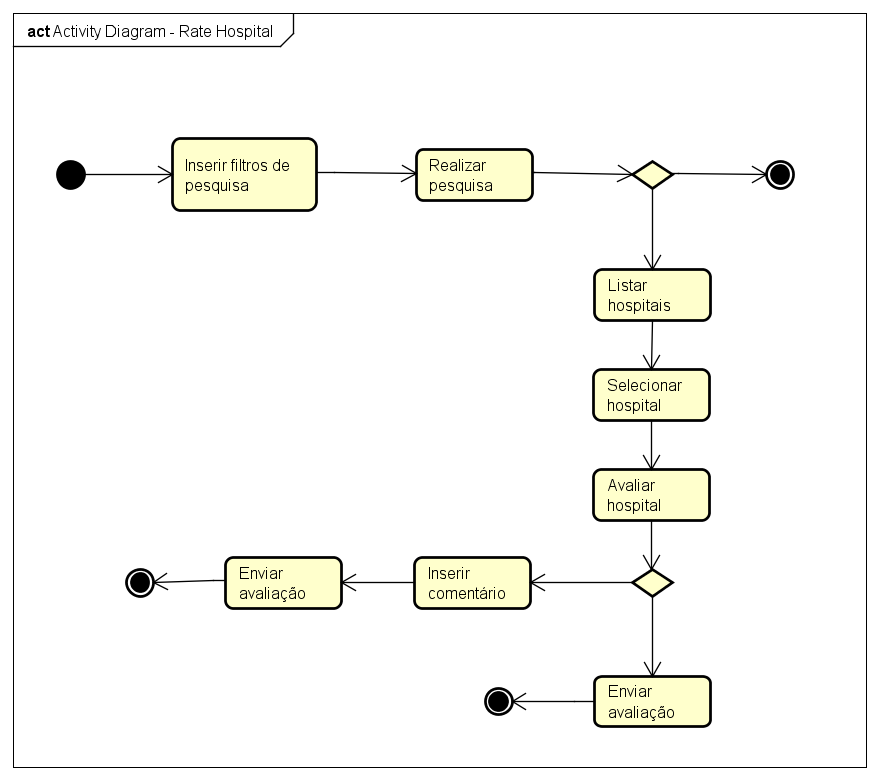 act Activity Diagram - Rate Hospital
Inserir filtros de
pesquisa
Realizar
pesquisa
Listar
hospitais
Selecionar
hospital
Avaliar
hospital
Enviar
avaliação
Inserir
comentário
Enviar
avaliação